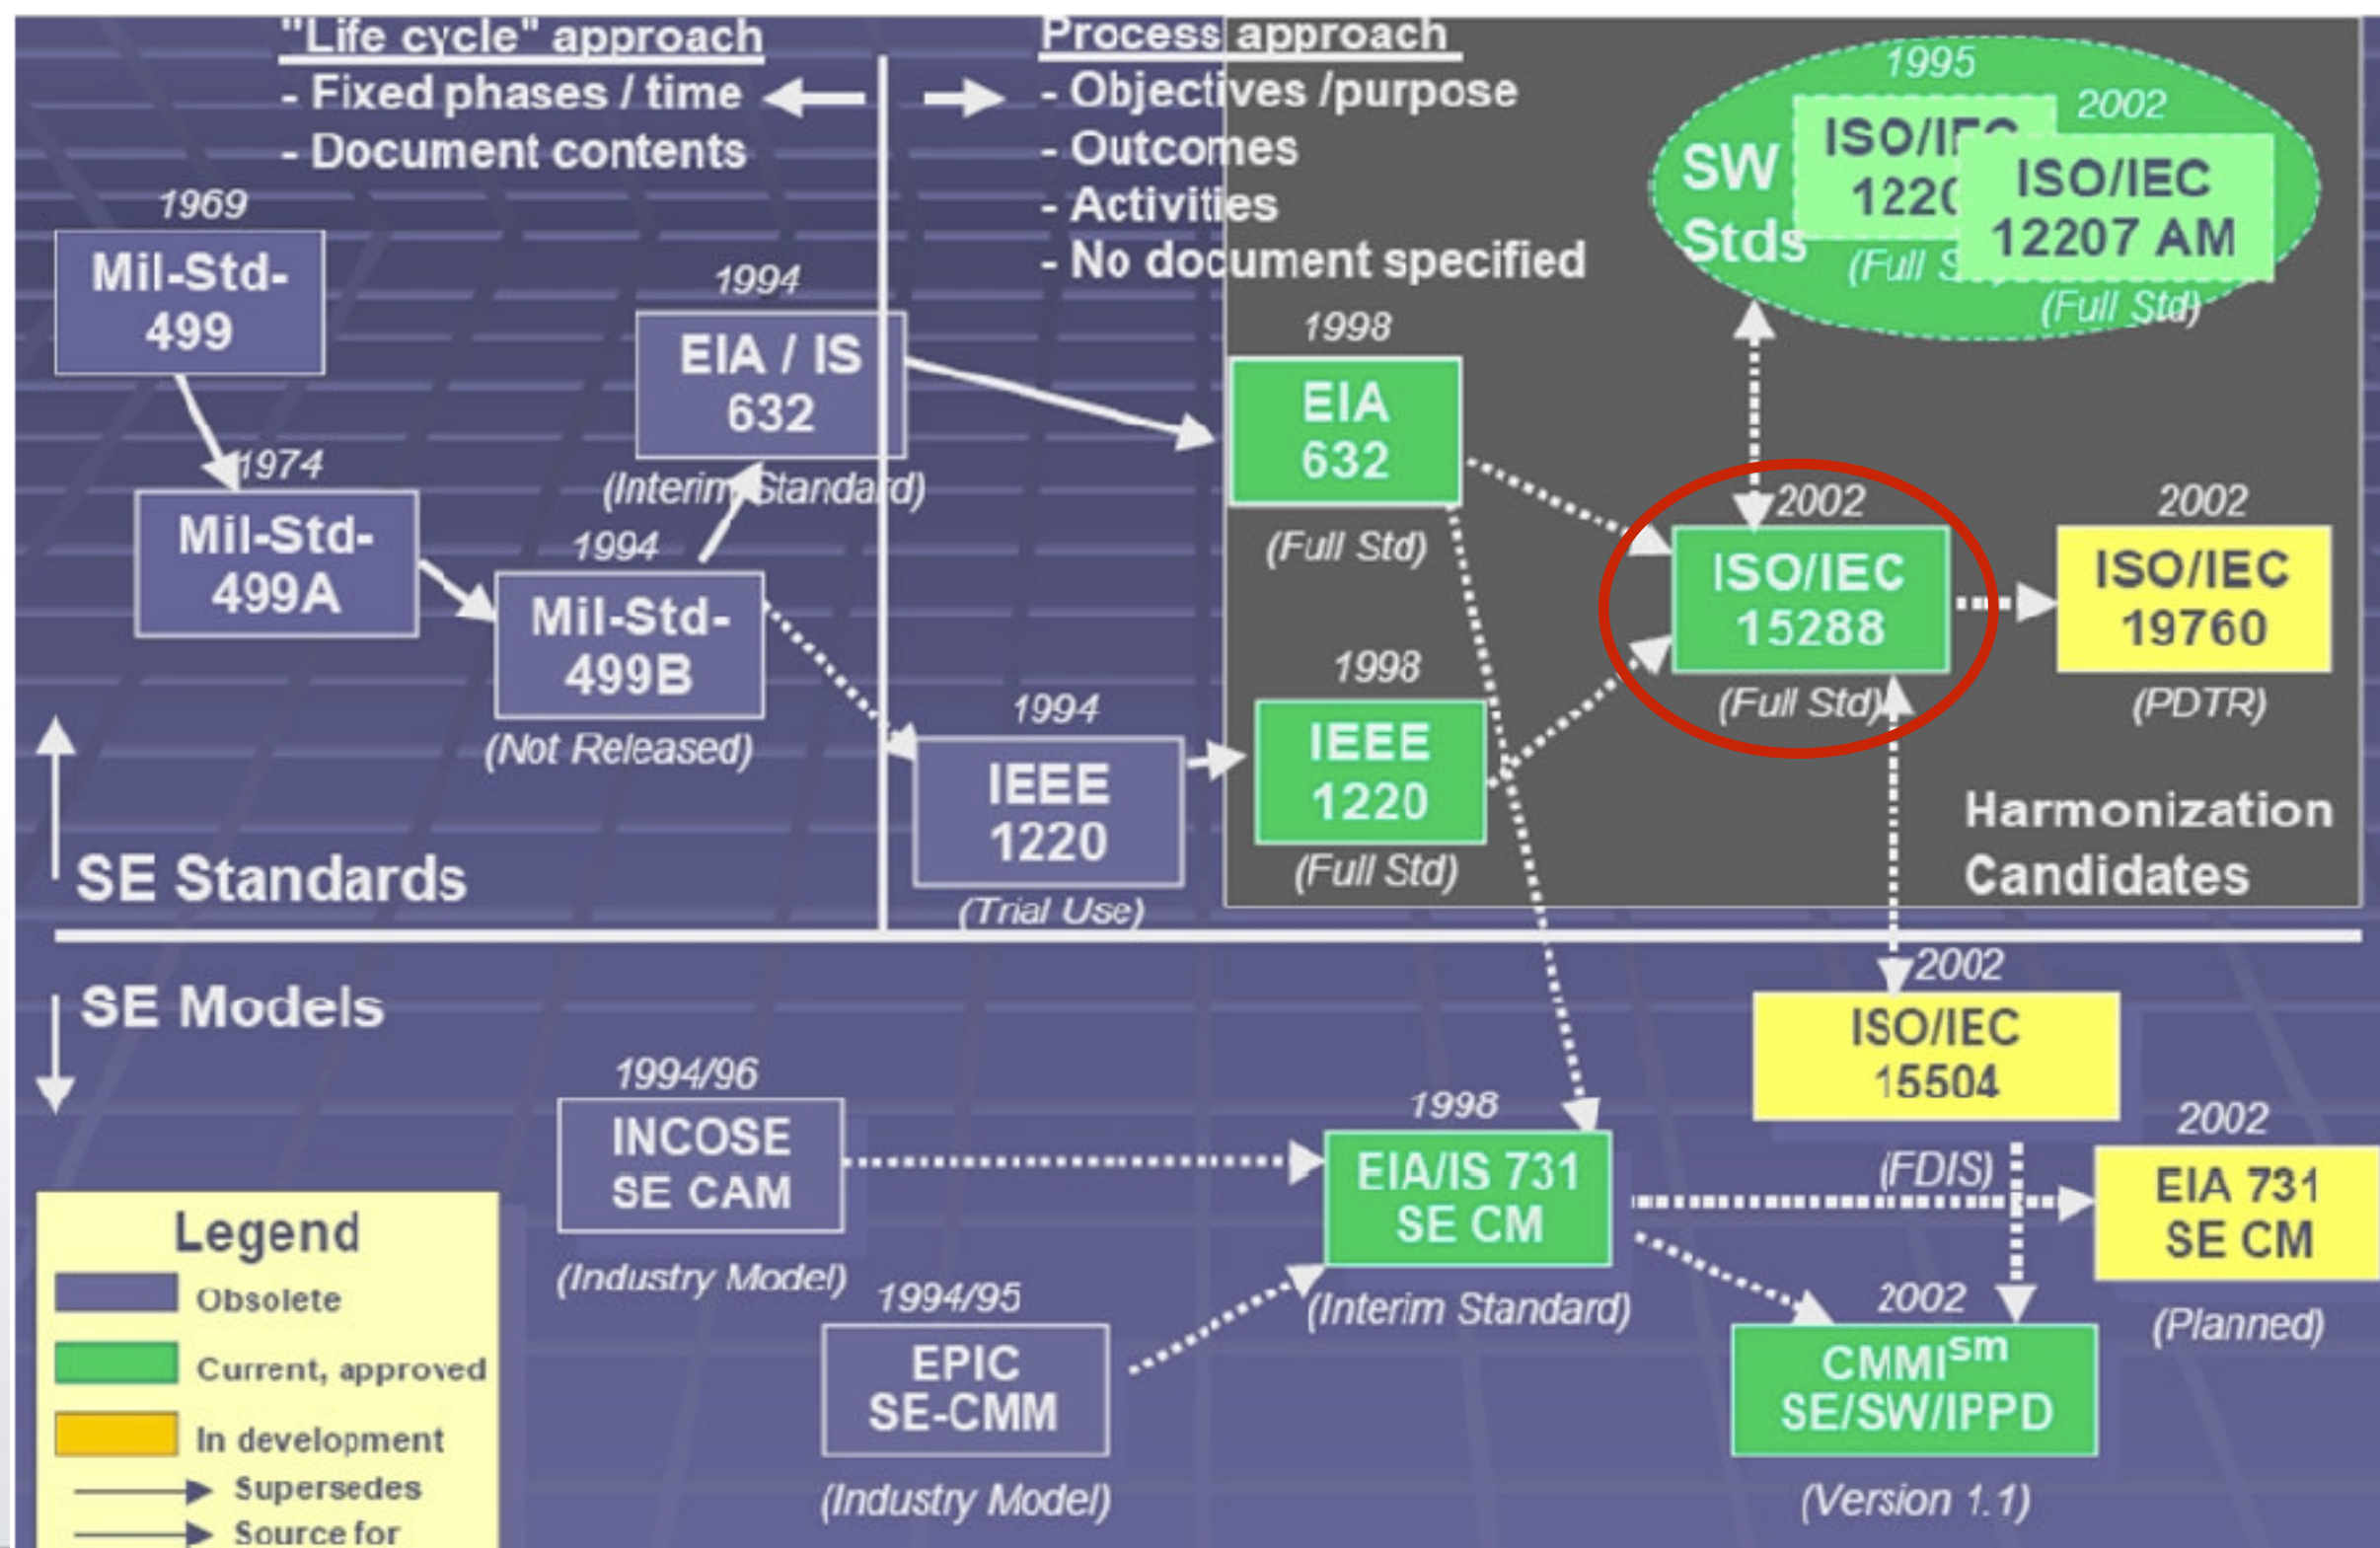 "Life cycle" approach
- Fixed phases / time
- Document contents
Process approach
- Objectives /purpose
- Outcomes
- Activities
- No document specified
1995
2002
SW
Stds
ISO/IEC
1220
(Full S
ISO/IEC
12207 AM
(Full Std)
1969
Mil-Std-
499
1974
Mil-Std-
499A
1994
EIA / IS
632
(Interim Standard)
1994
Mil-Std-
499B
(Not Released)
1994
IEEE
1220
(Trial Use)
1998
EIA
632
(Full Std)
1998
IEEE
1220
(Full Std)
2002
ISO/IEC
15288
(Full Std)
2002
ISO/IEC
19760
(PDTR)
Harmonization
Candidates
SE Standards
SE Models
1994/96
INCOSE
SE CAM
(Industry Model)
1994/95
EPIC
SE-CMM
(Industry Model)
1998
EIA/IS 731
SE CM
(Interim Standard)
2002
ISO/IEC
15504
(FDIS)
2002
EIA 731
SE CM
(Planned)
2002
CMMIsm
SE/SW/IPPD
(Version 1.1)
Legend
Obsolete
Current, approved
In development
Supersedes
Source for